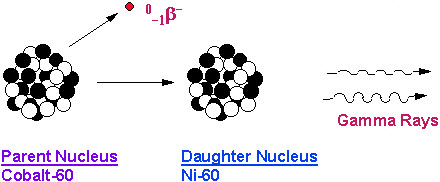 ⁰₋₁β⁻
Gamma Rays
Parent Nucleus
Cobalt-60
Daughter Nucleus
Ni-60